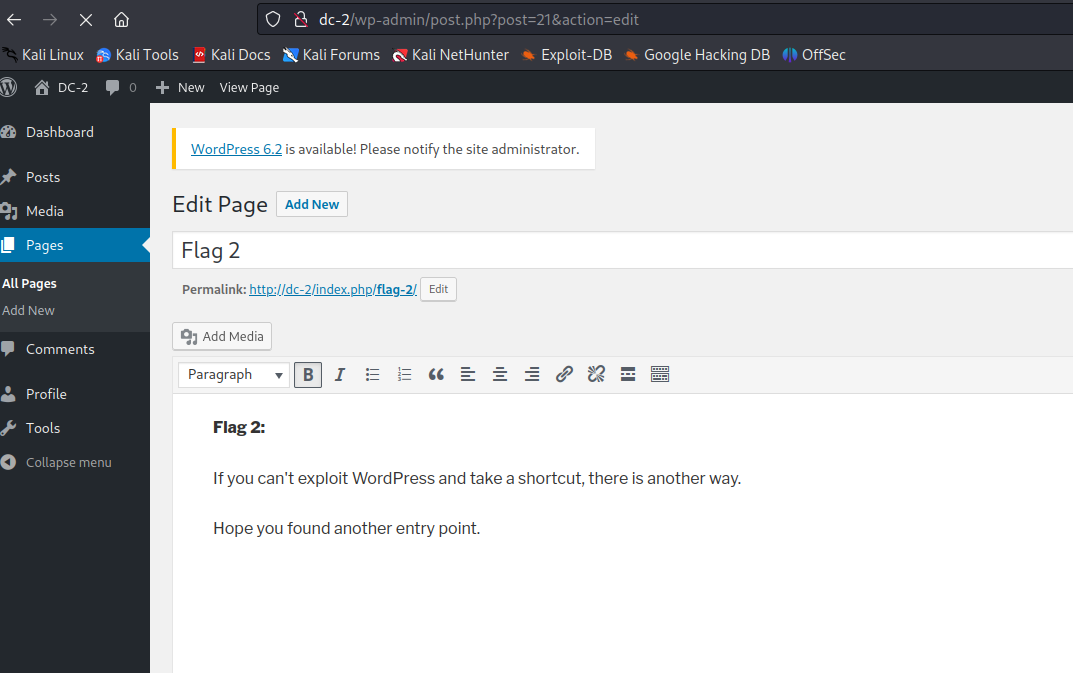 dc-2/wp-admin/post.php?post=21&action=edit
Kali Linux Kali Tools Kali Docs Kali Forums Kali NetHunter Exploit-DB Google Hacking DB OffSec
DC-2 0 New View Page
Dashboard
Posts
Media
Pages
All Pages
Add New
Comments
Profile
Tools
Collapse menu
WordPress 6.2 is available! Please notify the site administrator.
Edit Page Add New
Flag 2
Permalink: http://dc-2/index.php/flag-2/ Edit
Add Media
Paragraph B I
Flag 2:
If you can't exploit WordPress and take a shortcut, there is another way.
Hope you found another entry point.